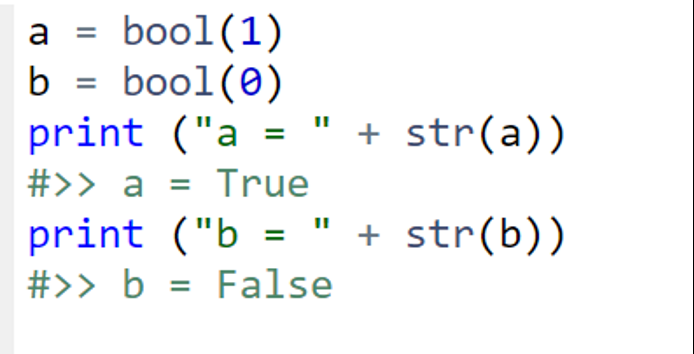 a = bool(1)
b = bool(0)
print ("a = " + str(a))
#>> a = True
print ("b = " + str(b))
#>> b = False